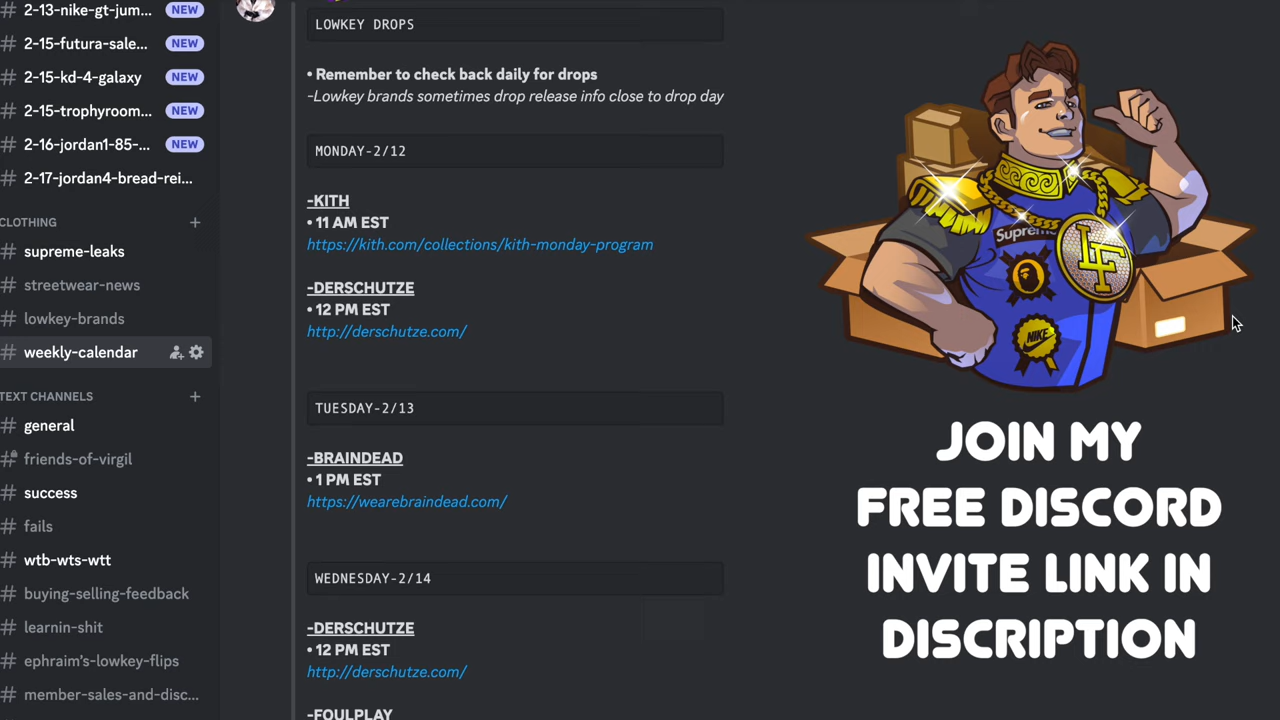 # 2-13-nike-gt-jum... NEW
# 2-15-futura-sale... NEW
# 2-15-kd-4-galaxy NEW
# 2-15-trophyroom... NEW
# 2-16-jordan1-85-... NEW
# 2-17-jordan4-bread-rei...
CLOTHING +
# supreme-leaks
# streetwear-news
# lowkey-brands
# weekly-calendar
TEXT CHANNELS +
# general
# friends-of-virgil
# success
# fails
# wtb-wts-wtt
# buying-selling-feedback
# learnin-shit
# ephraim's-lowkey-flips
# member-sales-and-disc...
LOWKEY DROPS
• Remember to check back daily for drops
-Lowkey brands sometimes drop release info close to drop day
MONDAY-2/12
-KITH
• 11 AM EST
https://kith.com/collections/kith-monday-program
-DERSCHUTZE
• 12 PM EST
http://derschutze.com/
TUESDAY-2/13
-BRAINDEAD
• 1 PM EST
https://wearebraindead.com/
WEDNESDAY-2/14
-DERSCHUTZE
• 12 PM EST
http://derschutze.com/
-FOULPLAY
Supreme
LF
NIKE
JOIN MY
FREE DISCORD
INVITE LINK IN
DISCRIPTION